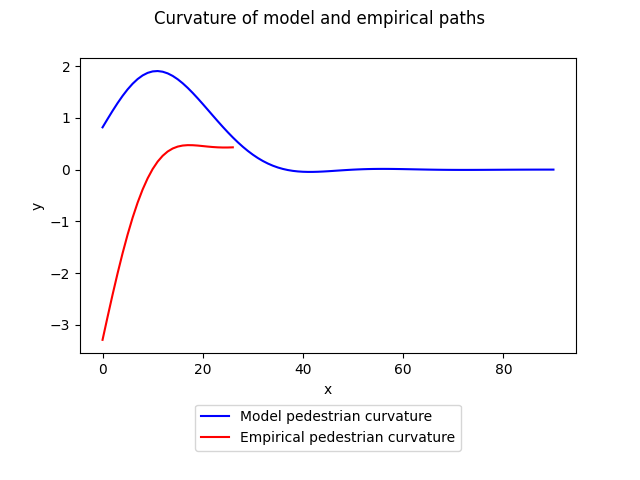 Curvature of model and empirical paths
2
1
0
−1
−2
−3
y
0 20 40 60 80
x
Model pedestrian curvature
Empirical pedestrian curvature